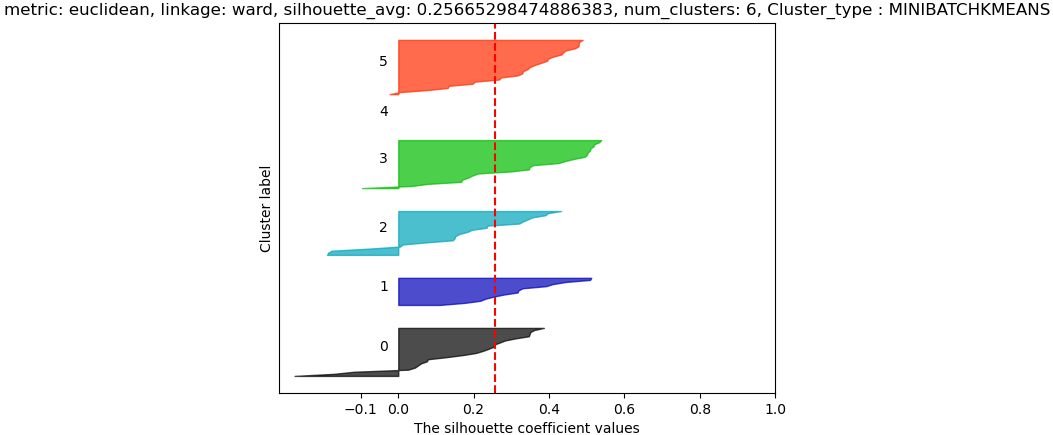 metric: euclidean, linkage: ward, silhouette_avg: 0.25665298474886383, num_clusters: 6, Cluster_type : MINIBATCHKMEANS
5
4
3
2
1
0
Cluster label
−0.1 0.0 0.2 0.4 0.6 0.8 1.0
The silhouette coefficient values